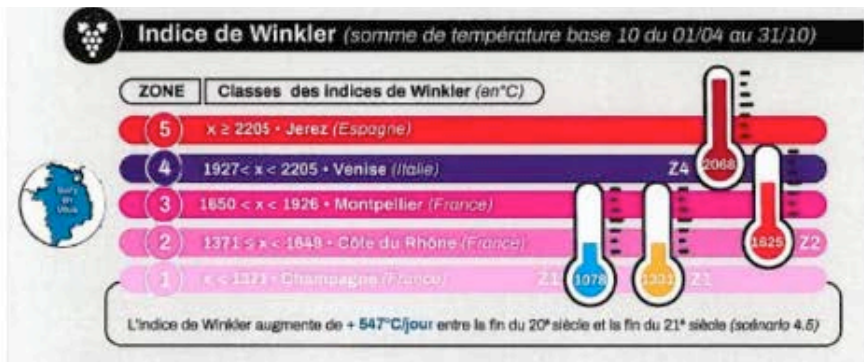 Indice de Winkler (somme de température base 10 du 01/04 au 31/10)
ZONE Classes des indices de Winkler (en°C)
5 x ≥ 2205 • Jerez (Espagne)
4 1927 < x < 2205 • Venise (Italie) Z4 2068
3 1650 < x < 1926 • Montpellier (France)
2 1371 ≤ x < 1649 • Côte du Rhône (France) 1625 Z2
1 x < 1371 • Champagne (France) Z1 1078 1331 Z1
L'indice de Winkler augmente de + 547°C/jour entre la fin du 20e siècle et la fin du 21e siècle (scénario 4.5)